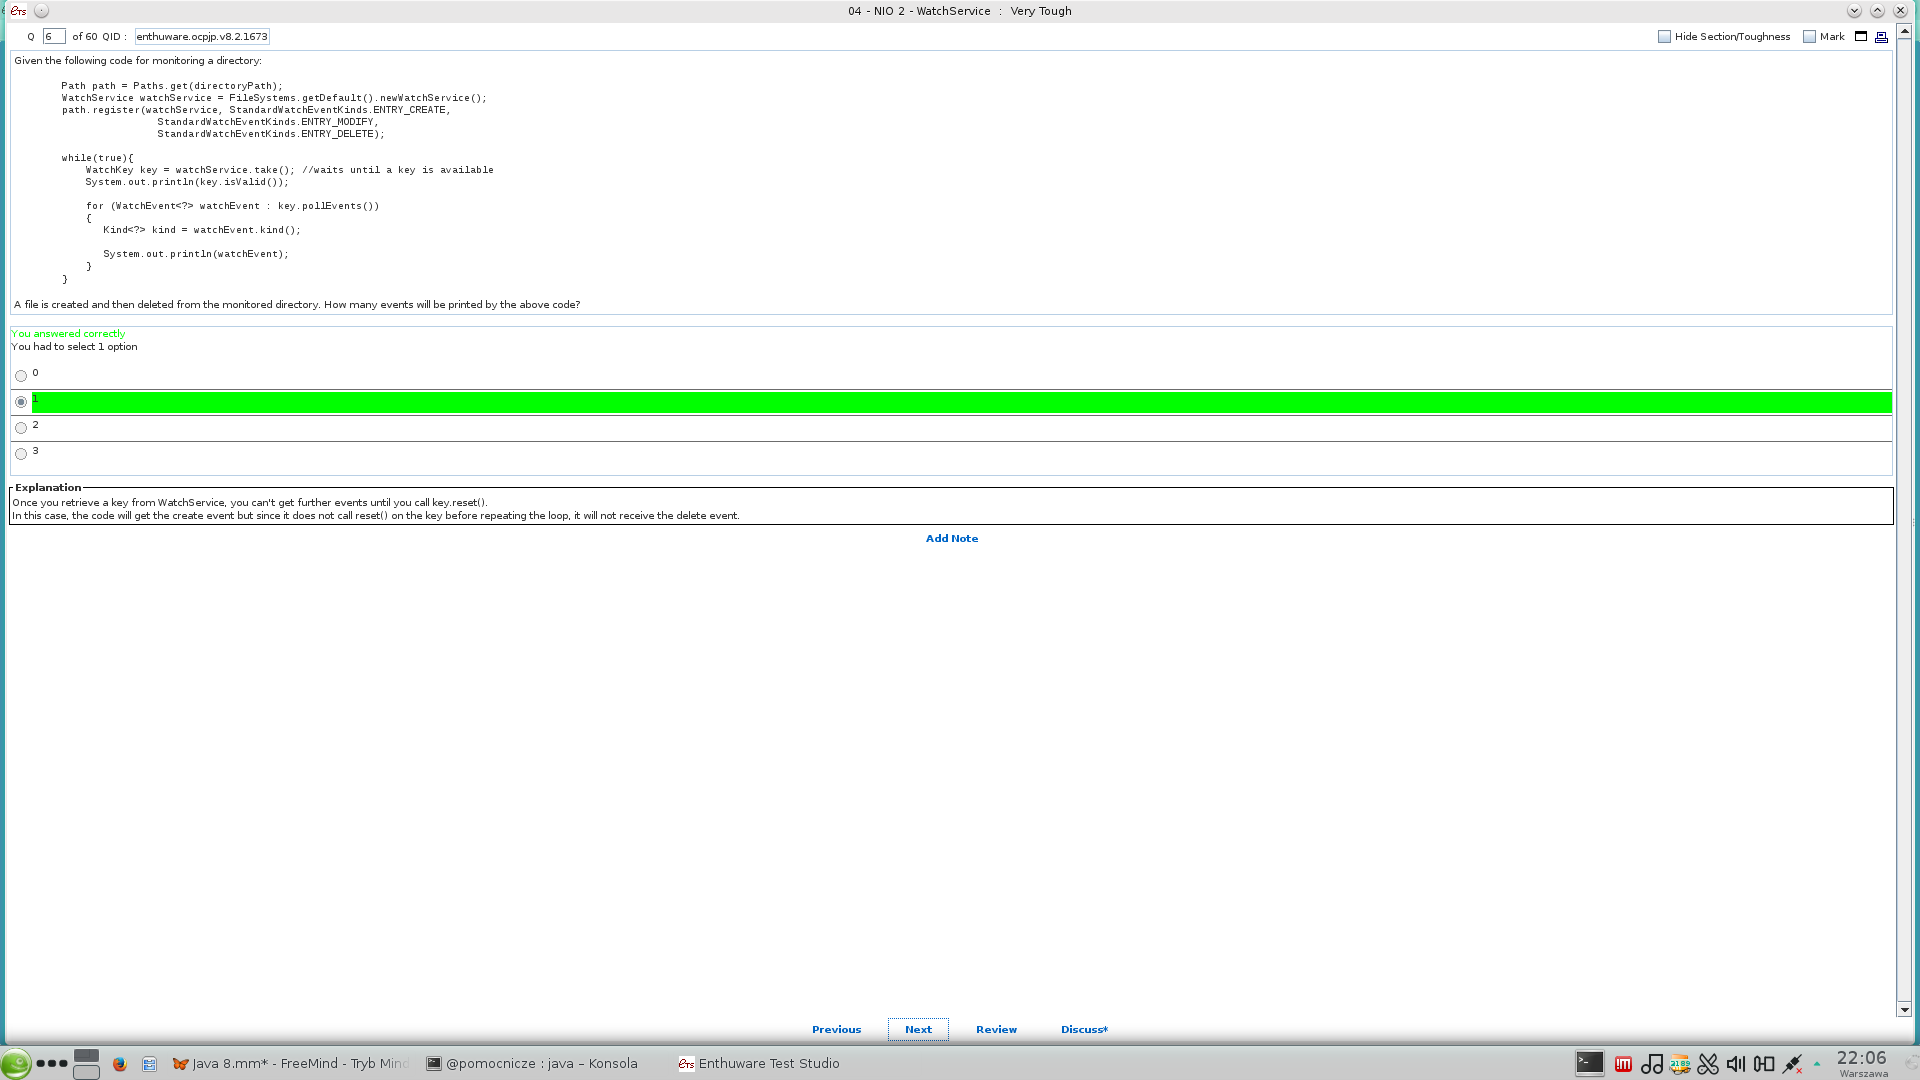 ETS
04 - NIO 2 - WatchService : Very Tough
Q 6 of 60 QID : enthuware.ocpjp.v8.2.1673
Hide Section/Toughness Mark
Given the following code for monitoring a directory:
Path path = Paths.get(directoryPath);
WatchService watchService = FileSystems.getDefault().newWatchService();
path.register(watchService, StandardWatchEventKinds.ENTRY_CREATE,
StandardWatchEventKinds.ENTRY_MODIFY,
StandardWatchEventKinds.ENTRY_DELETE);
while(true){
WatchKey key = watchService.take(); //waits until a key is available
System.out.println(key.isValid());
for (WatchEvent<?> watchEvent : key.pollEvents())
{
Kind<?> kind = watchEvent.kind();
System.out.println(watchEvent);
}
}
A file is created and then deleted from the monitored directory. How many events will be printed by the above code?
You answered correctly
You had to select 1 option
0
1
2
3
Explanation
Once you retrieve a key from WatchService, you can't get further events until you call key.reset().
In this case, the code will get the create event but since it does not call reset() on the key before repeating the loop, it will not receive the delete event.
Add Note
Previous Next Review Discuss*
Java 8.mm* - FreeMind - Tryb Mind
@pomocnicze : java – Konsola
ETS Enthuware Test Studio
22:06
Warszawa